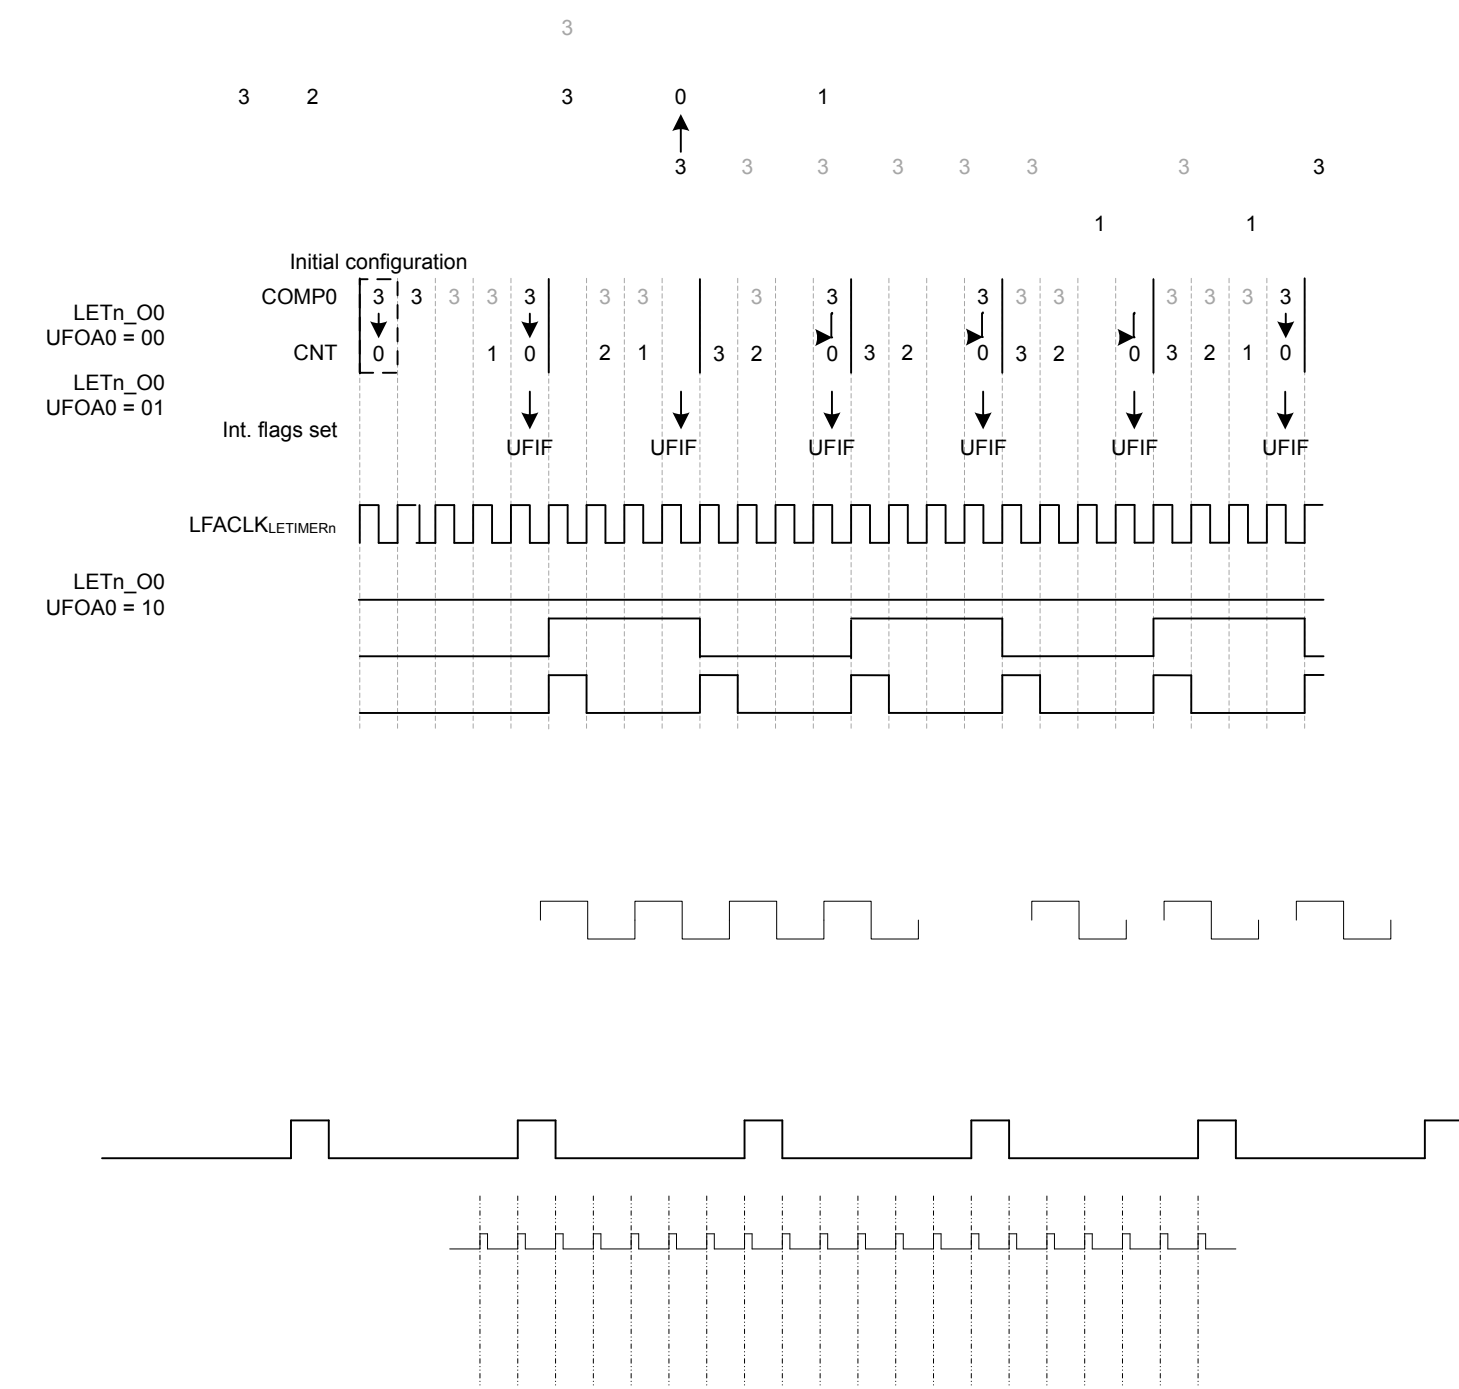 3
3 2 3 0 1
3 3 3 3 3 3 3 3
1 1
Initial configuration
COMP0 3 3 3 3 3 3 3 3 3 3 3 3 3 3 3 3
LETn_O0
UFOA0 = 00
CNT 0 1 0 2 1 3 2 0 3 2 0 3 2 0 3 2 1 0
LETn_O0
UFOA0 = 01
Int. flags set
UFIF UFIF UFIF UFIF UFIF UFIF
LFACLKLETIMERn
LETn_O0
UFOA0 = 10